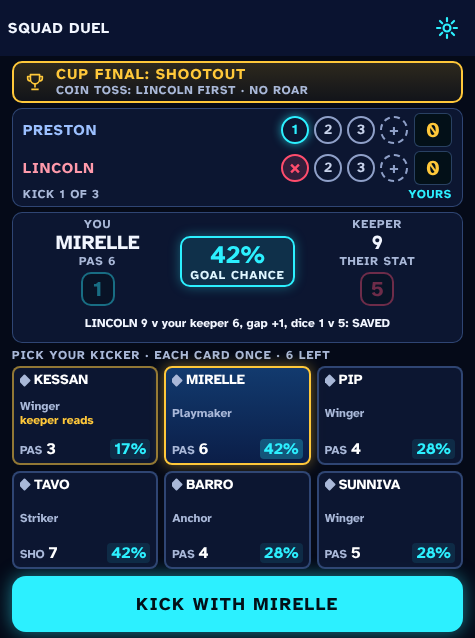 SQUAD DUEL
CUP FINAL: SHOOTOUT
COIN TOSS: LINCOLN FIRST · NO ROAR
PRESTON 1 2 3 + 0
LINCOLN × 2 3 + 0
KICK 1 OF 3 YOURS
YOU
MIRELLE
PAS 6
1
42%
GOAL CHANCE
KEEPER
9
THEIR STAT
5
LINCOLN 9 v your keeper 6, gap +1, dice 1 v 5: SAVED
PICK YOUR KICKER · EACH CARD ONCE · 6 LEFT
KESSAN
Winger
keeper reads
PAS 3 17%
MIRELLE
Playmaker
PAS 6 42%
PIP
Winger
PAS 4 28%
TAVO
Striker
SHO 7 42%
BARRO
Anchor
PAS 4 28%
SUNNIVA
Winger
PAS 5 28%
KICK WITH MIRELLE